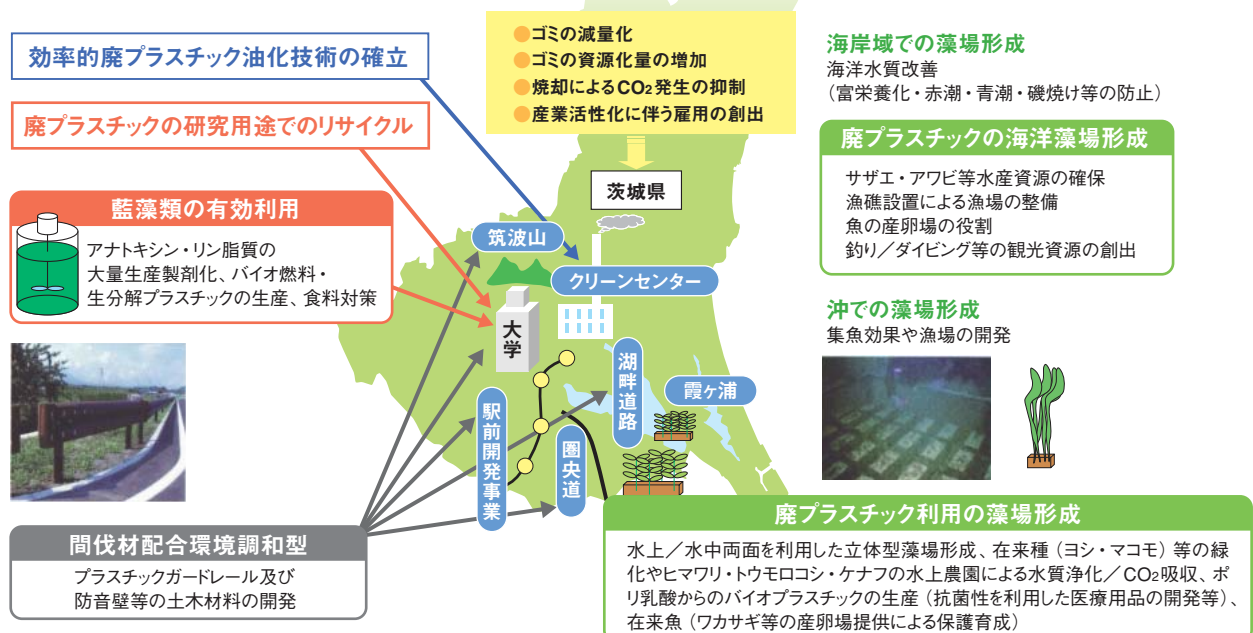 効率的廃プラスチック油化技術の確立
廃プラスチックの研究用途でのリサイクル
藍藻類の有効利用
アナトキシン・リン脂質の
大量生産製剤化、バイオ燃料・
生分解プラスチックの生産、食料対策
間伐材配合環境調和型
プラスチックガードレール及び
防音壁等の土木材料の開発
●ゴミの減量化
●ゴミの資源化量の増加
●焼却によるCO₂発生の抑制
●産業活性化に伴う雇用の創出
茨城県
筑波山
クリーンセンター
大学
湖畔道路
霞ヶ浦
駅前開発事業
圏央道
海岸域での藻場形成
海洋水質改善
（富栄養化・赤潮・青潮・磯焼け等の防止）
廃プラスチックの海洋藻場形成
サザエ・アワビ等水産資源の確保
漁礁設置による漁場の整備
魚の産卵場の役割
釣り／ダイビング等の観光資源の創出
沖での藻場形成
集魚効果や漁場の開発
廃プラスチック利用の藻場形成
水上／水中両面を利用した立体型藻場形成、在来種（ヨシ・マコモ）等の緑
化やヒマワリ・トウモロコシ・ケナフの水上農園による水質浄化／CO₂吸収、ポ
リ乳酸からのバイオプラスチックの生産（抗菌性を利用した医療用品の開発等）、
在来魚（ワカサギ等の産卵場提供による保護育成）